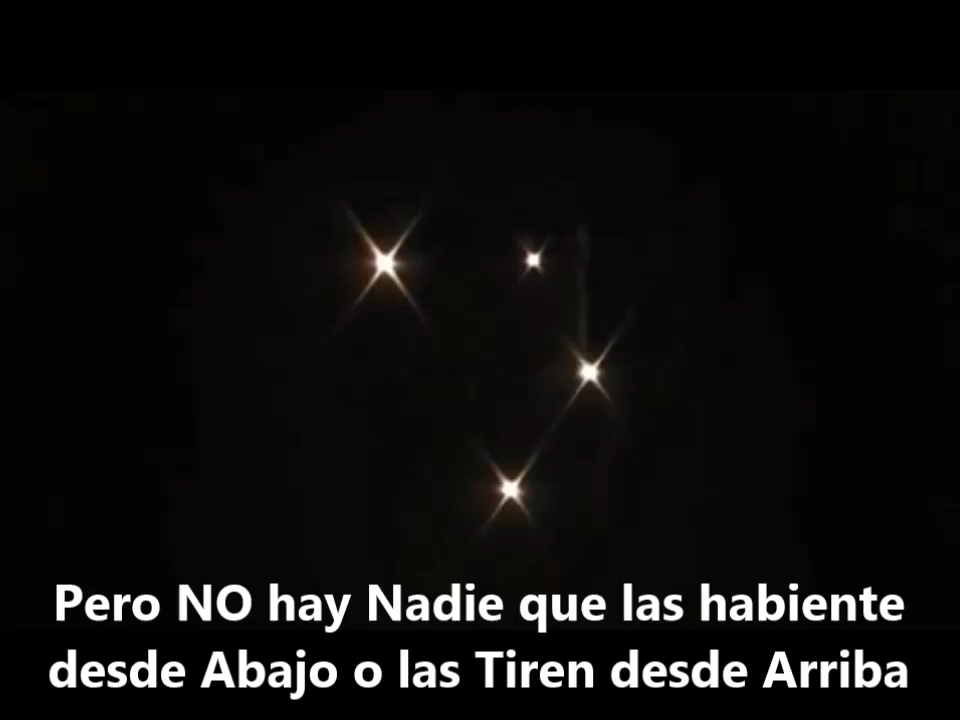 Pero NO hay Nadie que las habiente
desde Abajo o las Tiren desde Arriba